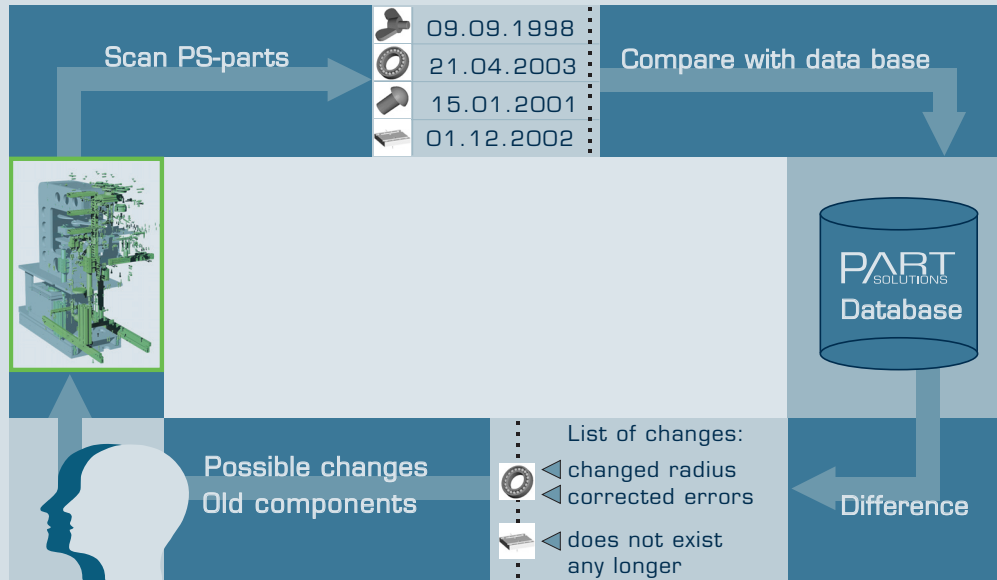 Scan PS-parts
09.09.1998
21.04.2003
15.01.2001
01.12.2002
Compare with data base
PART
SOLUTIONS
Database
Difference
List of changes:
changed radius
corrected errors
does not exist
any longer
Possible changes
Old components